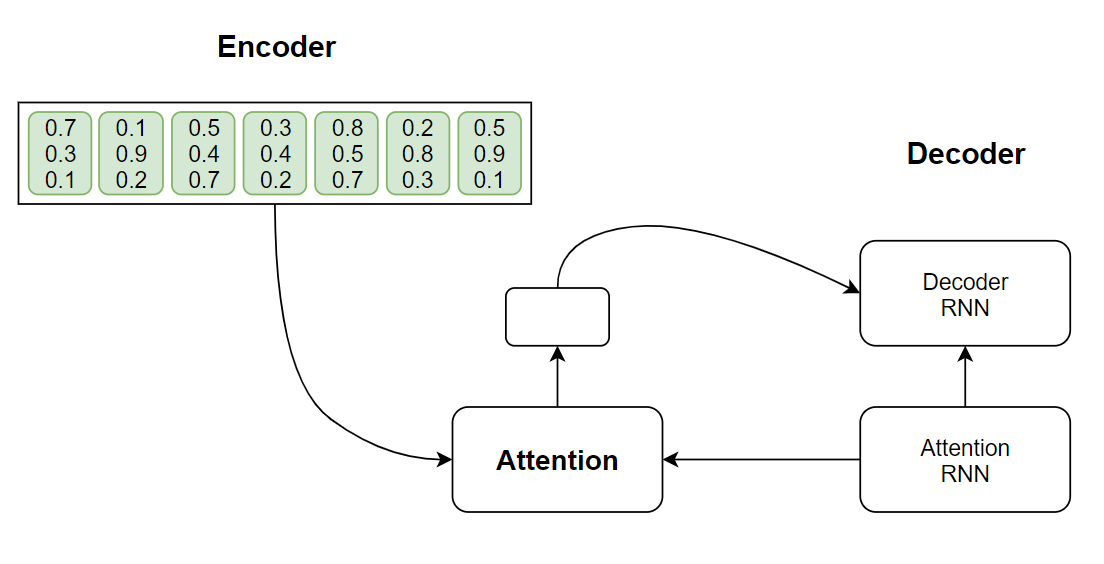 Encoder
0.7 0.1 0.5 0.3 0.8 0.2 0.5
0.3 0.9 0.4 0.4 0.5 0.8 0.9
0.1 0.2 0.7 0.2 0.7 0.3 0.1
Decoder
Decoder
RNN
Attention
Attention
RNN